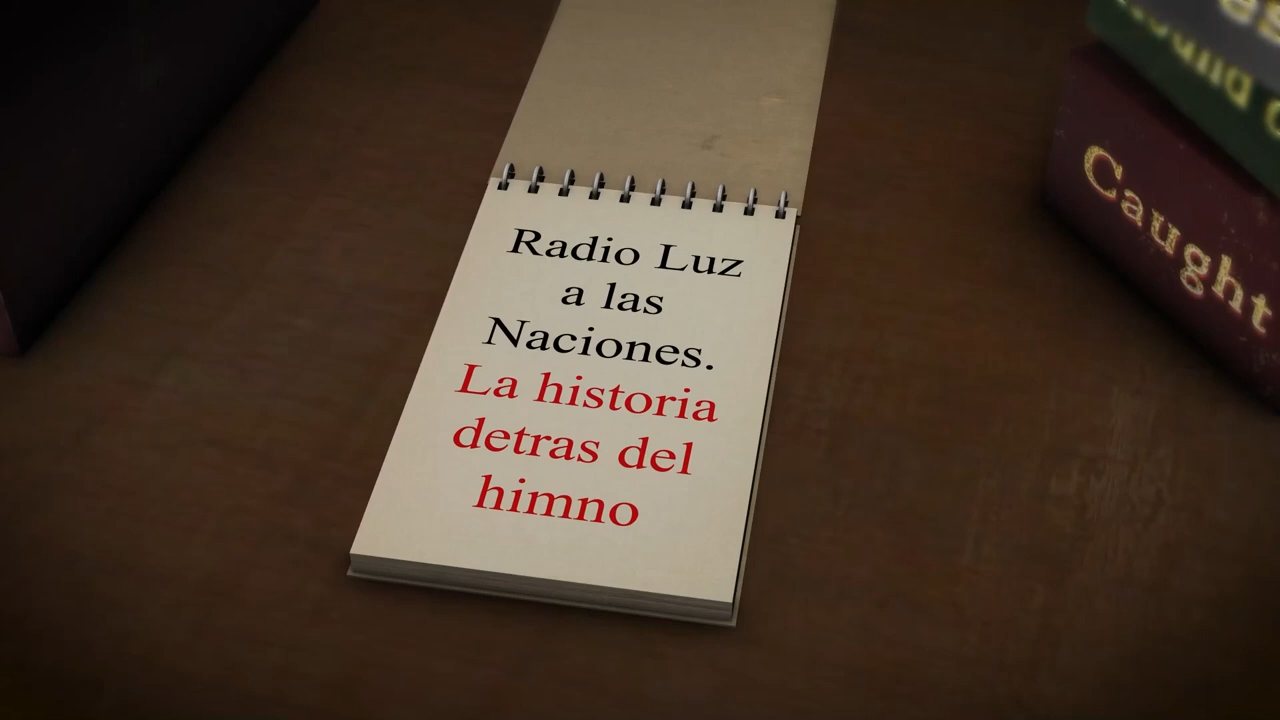 Radio Luz
a las
Naciones.
La historia
detras del
himno
Caught